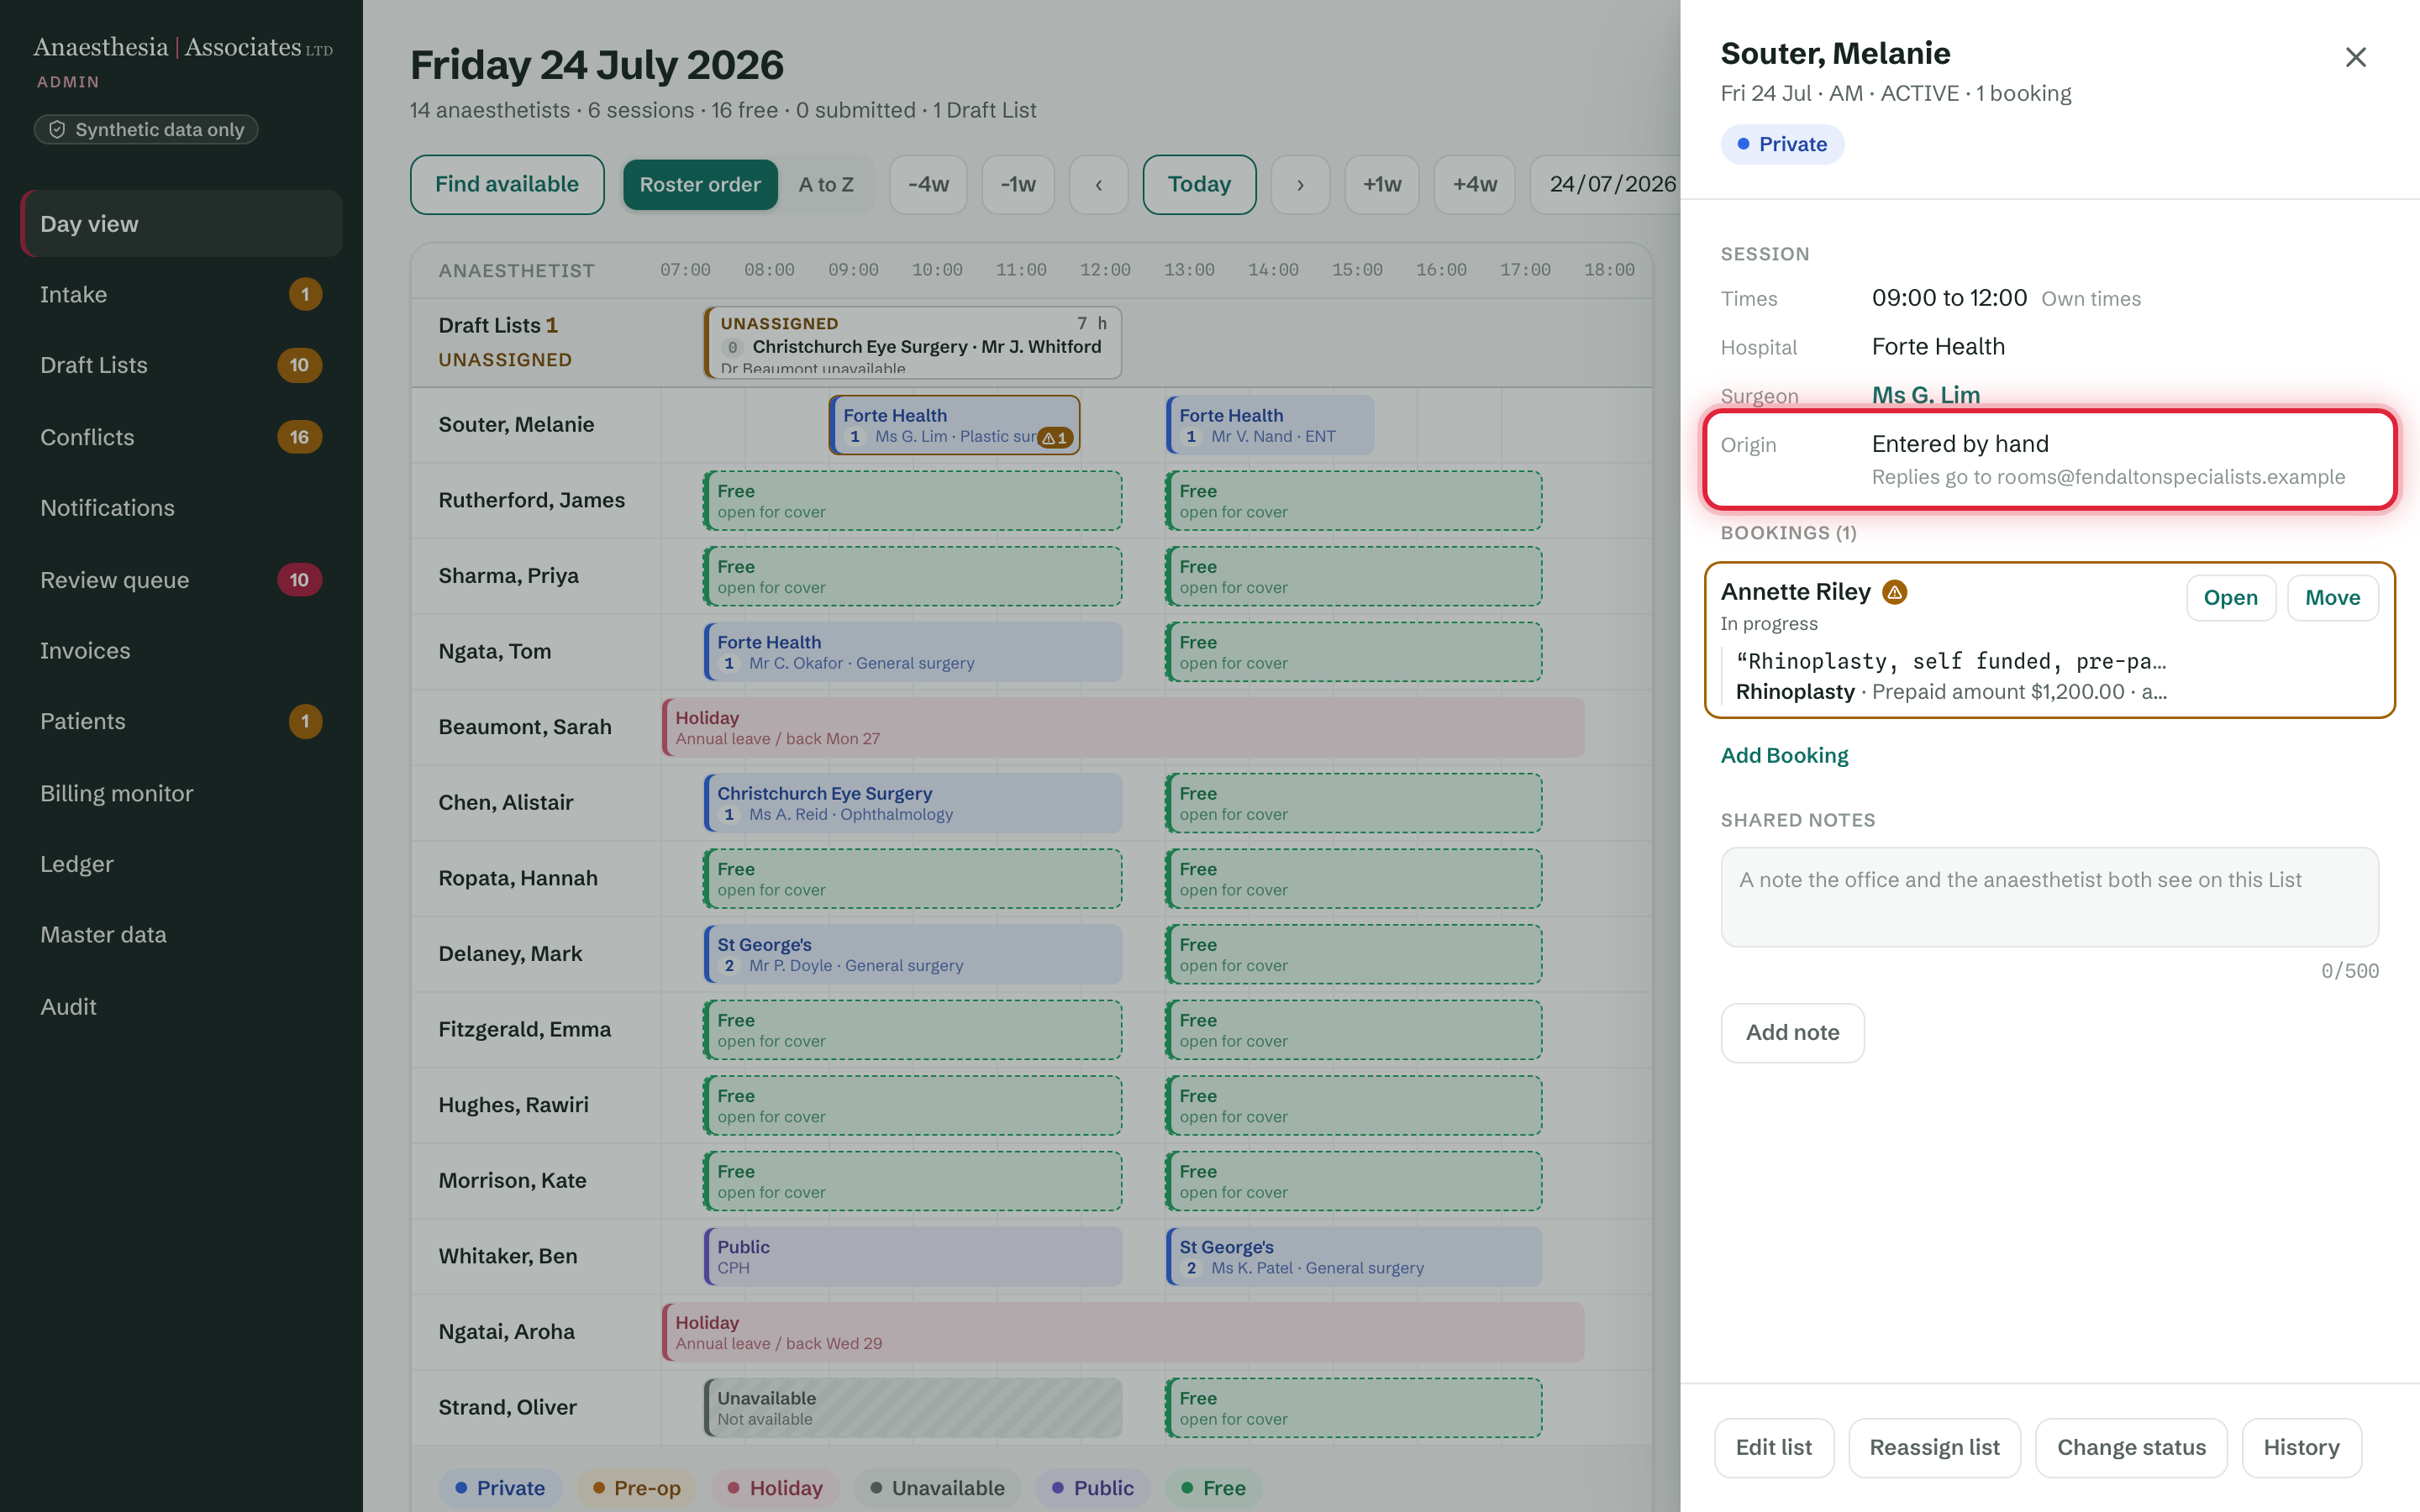 Anaesthesia | Associates LTD
ADMIN
Synthetic data only
Day view
Intake 1
Draft Lists 10
Conflicts 16
Notifications
Review queue 10
Invoices
Patients 1
Billing monitor
Ledger
Master data
Audit
Friday 24 July 2026
14 anaesthetists · 6 sessions · 16 free · 0 submitted · 1 Draft List
Find available Roster order A to Z -4w -1w ‹ Today › +1w +4w 24/07/2026
ANAESTHETIST 07:00 08:00 09:00 10:00 11:00 12:00 13:00 14:00 15:00 16:00 17:00 18:00
Draft Lists 1
UNASSIGNED
UNASSIGNED 7 h
0 Christchurch Eye Surgery · Mr J. Whitford
Dr Beaumont unavailable
Souter, Melanie
Forte Health
1 Ms G. Lim · Plastic sur 1
Forte Health
1 Mr V. Nand · ENT
Rutherford, James
Free
open for cover
Free
open for cover
Sharma, Priya
Free
open for cover
Free
open for cover
Ngata, Tom
Forte Health
1 Mr C. Okafor · General surgery
Free
open for cover
Beaumont, Sarah
Holiday
Annual leave / back Mon 27
Chen, Alistair
Christchurch Eye Surgery
1 Ms A. Reid · Ophthalmology
Free
open for cover
Ropata, Hannah
Free
open for cover
Free
open for cover
Delaney, Mark
St George's
2 Mr P. Doyle · General surgery
Free
open for cover
Fitzgerald, Emma
Free
open for cover
Free
open for cover
Hughes, Rawiri
Free
open for cover
Free
open for cover
Morrison, Kate
Free
open for cover
Free
open for cover
Whitaker, Ben
Public
CPH
St George's
2 Ms K. Patel · General surgery
Ngatai, Aroha
Holiday
Annual leave / back Wed 29
Strand, Oliver
Unavailable
Not available
Free
open for cover
Private Pre-op Holiday Unavailable Public Free
Souter, Melanie
Fri 24 Jul · AM · ACTIVE · 1 booking
Private
SESSION
Times 09:00 to 12:00 Own times
Hospital Forte Health
Surgeon Ms G. Lim
Origin Entered by hand
Replies go to rooms@fendaltonspecialists.example
BOOKINGS (1)
Annette Riley Open Move
In progress
“Rhinoplasty, self funded, pre-pa…
Rhinoplasty · Prepaid amount $1,200.00 · a…
Add Booking
SHARED NOTES
A note the office and the anaesthetist both see on this List
0/500
Add note
Edit list Reassign list Change status History